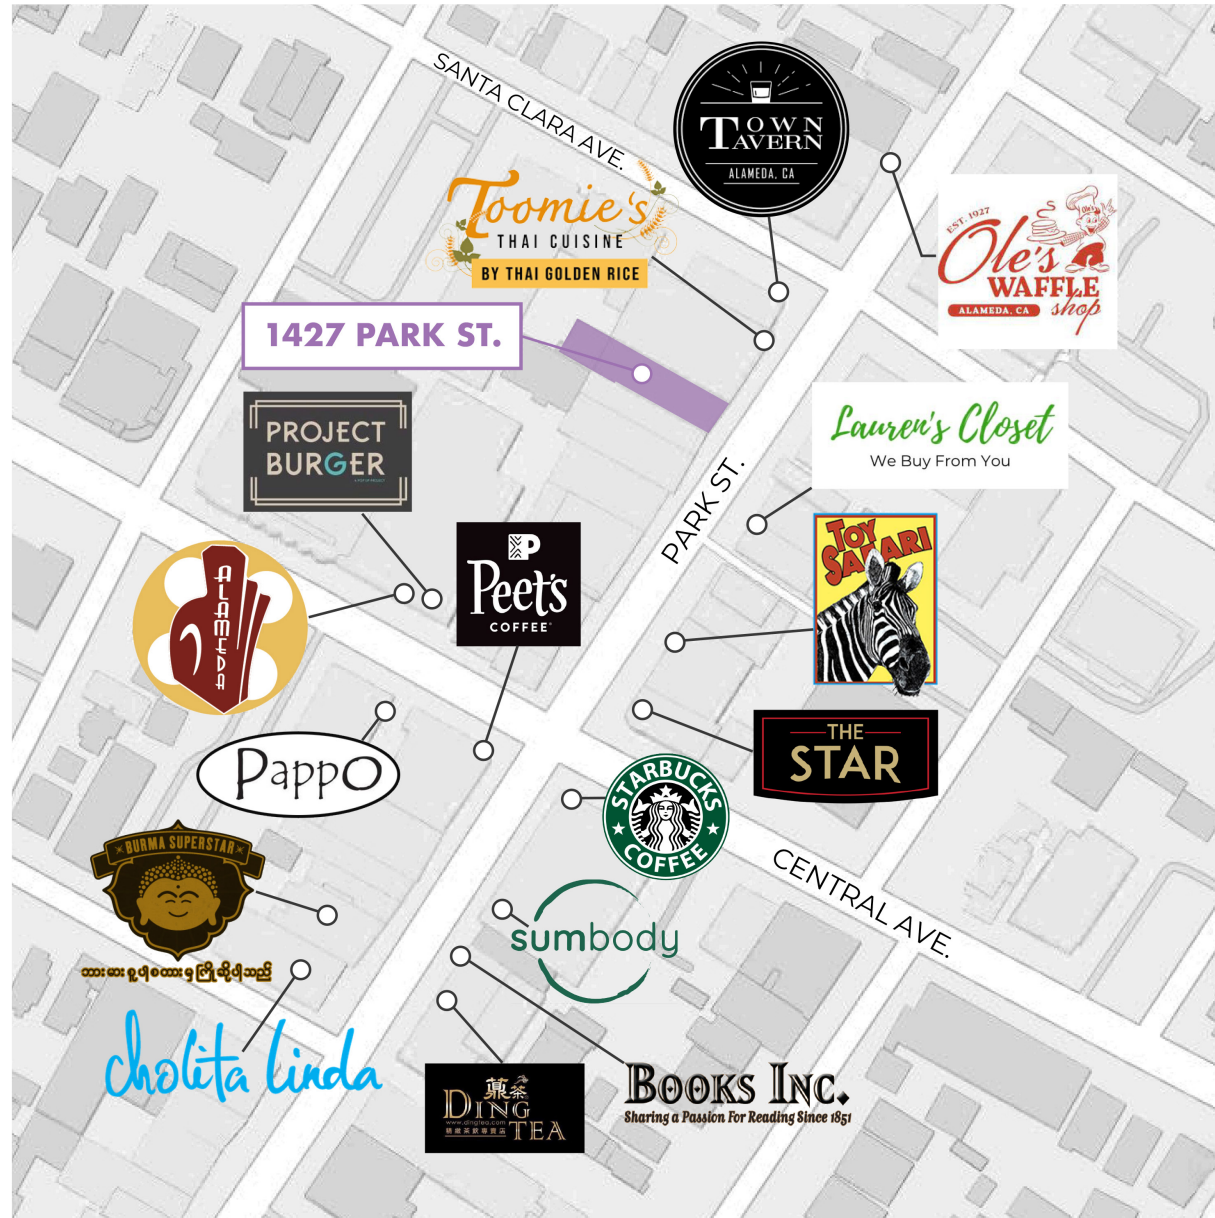 SANTA CLARA AVE.
TOWN
TAVERN
ALAMEDA, CA
Toomie's
THAI CUISINE
BY THAI GOLDEN RICE
EST. 1927
Ole's
WAFFLE
shop
ALAMEDA, CA
1427 PARK ST.
PROJECT
BURGER
Lauren's Closet
We Buy From You
PARK ST.
TOY
SAFARI
Peet's
COFFEE
ALAMEDA
THE
STAR
Pappo
STARBUCKS
COFFEE
CENTRAL AVE.
BURMA SUPERSTAR
sumbody
cholita linda
DING
TEA
www.dingtea.com
BOOKS INC.
Sharing a Passion For Reading Since 1851